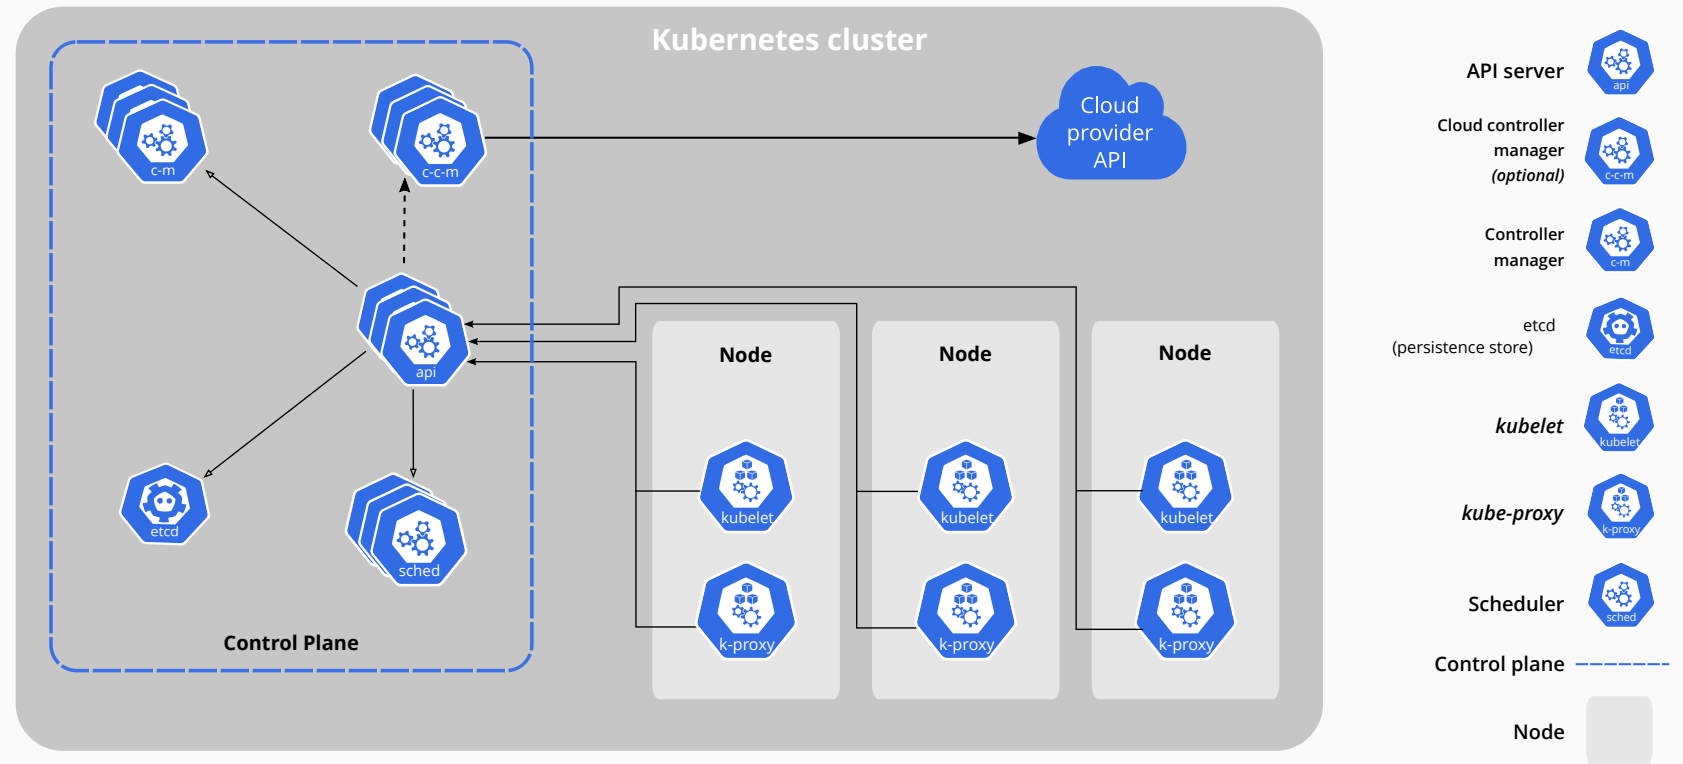 Kubernetes cluster
c-m
c-c-m
Cloud
provider
API
api
etcd
sched
Control Plane
Node
kubelet
k-proxy
Node
kubelet
k-proxy
Node
kubelet
k-proxy
API server
api
Cloud controller
manager
(optional)
c-c-m
Controller
manager
c-m
etcd
(persistence store)
etcd
kubelet
kubelet
kube-proxy
k-proxy
Scheduler
sched
Control plane
Node